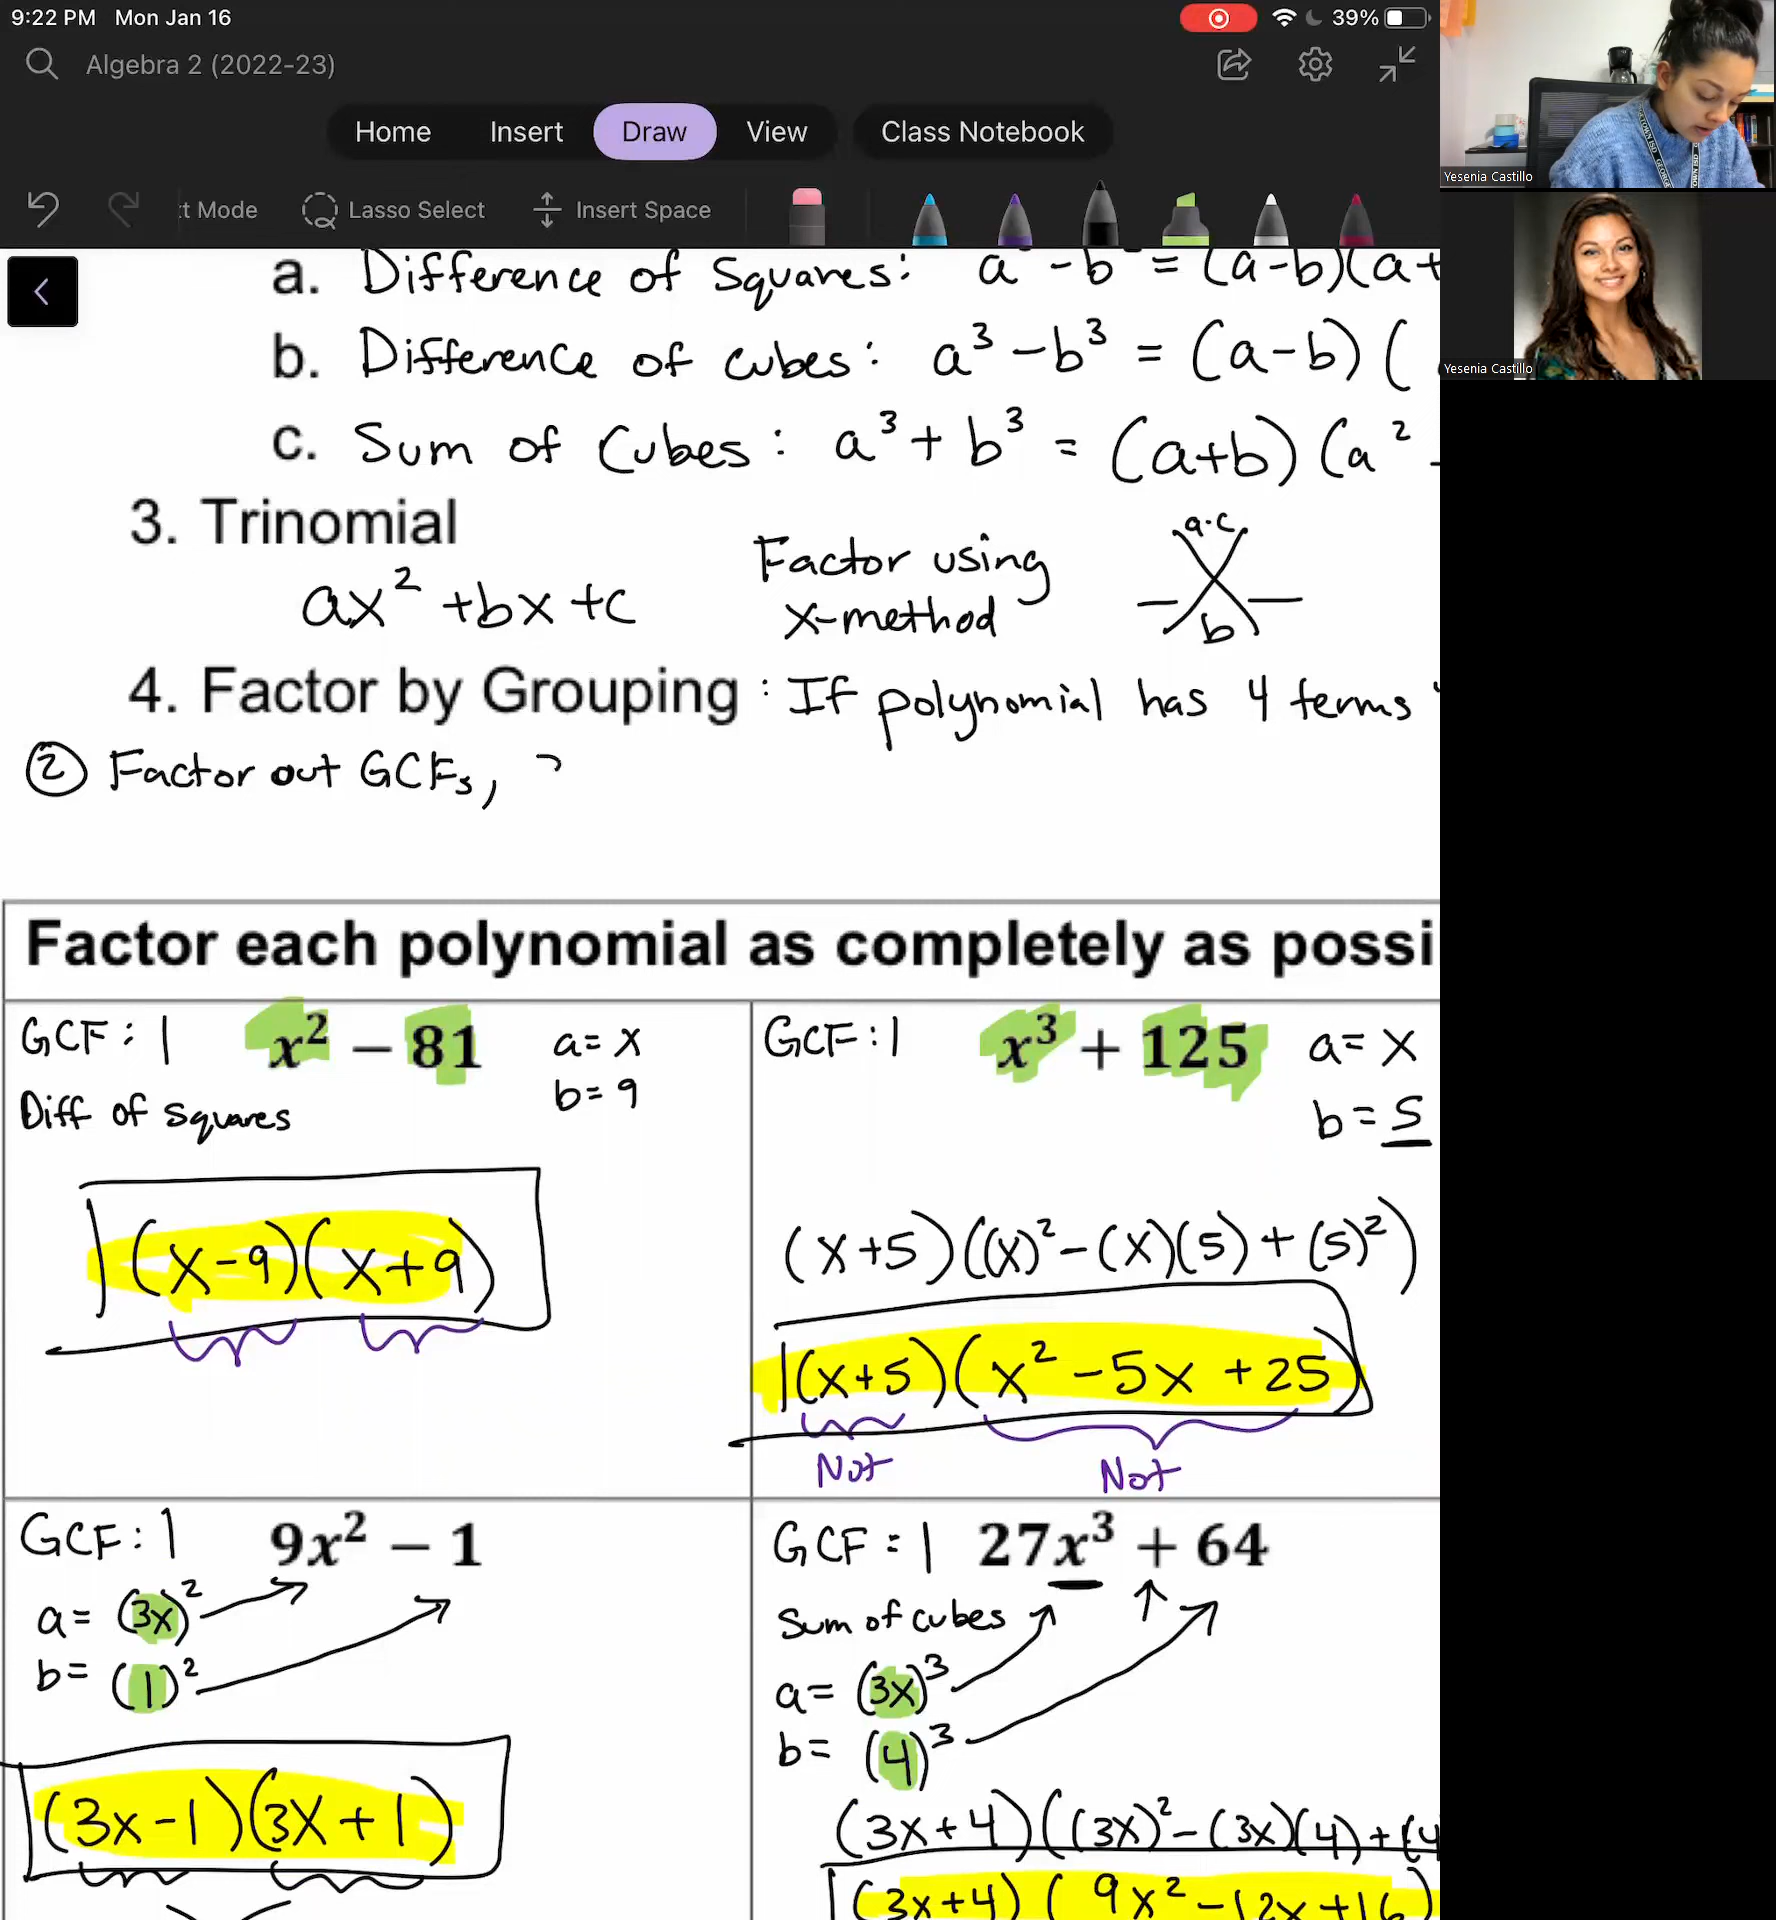 9:22 PM Mon Jan 16
39%
Algebra 2 (2022-23)
Home Insert Draw View Class Notebook
t Mode Lasso Select Insert Space
Yesenia Castillo
Yesenia Castillo
a. Difference of Squares: a - b = (a-b)(a+
b. Difference of cubes: a³ - b³ = (a-b) (
c. Sum of Cubes: a³ + b³ = (a+b) (a² -
3. Trinomial
ax² + bx + c
Factor using
x-method
a·c
b
4. Factor by Grouping: If polynomial has 4 terms
② Factor out GCFs,
Factor each polynomial as completely as possi
GCF: 1 x² − 81 a = x
b = 9
Diff of Squares
1(x-9)(x+9)
GCF: 1 x³ + 125 a = x
b = 5
(x+5)((x)² - (x)(5) + (5)²)
1(x+5)(x² - 5x + 25)
Not Not
GCF: 1 9x² − 1
a = (3x)²
b = (1)²
(3x-1)(3x+1)
GCF = 1 27x³ + 64
Sum of cubes
a = (3x)³
b = (4)³
(3x+4)((3x)² - (3x)(4) + (4
(3x+4)(9x² - 12x + 16)